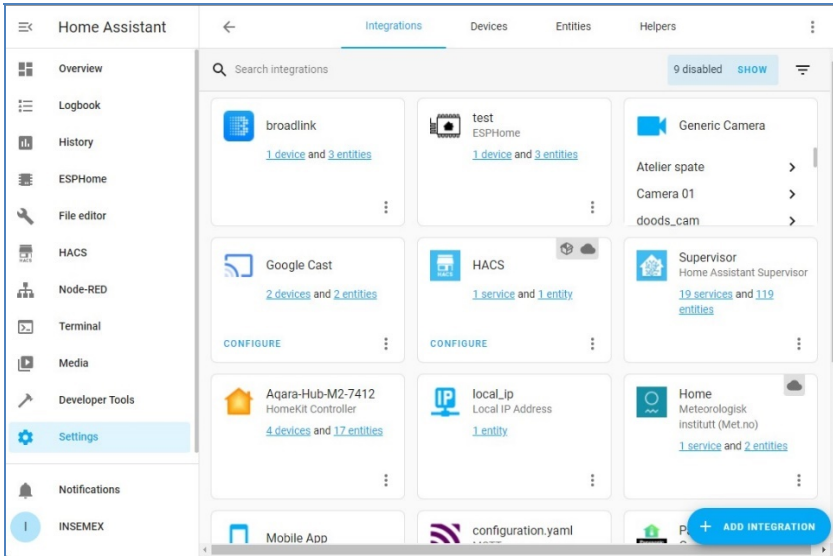 Home Assistant
Integrations
Devices
Entities
Helpers
Overview
Logbook
History
ESPHome
File editor
HACS
HACS
Node-RED
Terminal
Media
Developer Tools
Settings
Notifications
I
INSEMEX
Search integrations
9 disabled SHOW
broadlink
1 device and 3 entities
test
ESPHome
1 device and 3 entities
Generic Camera
Atelier spate
Camera 01
doods_cam
Google Cast
2 devices and 2 entities
CONFIGURE
HACS
HACS
1 service and 1 entity
CONFIGURE
Supervisor
Home Assistant Supervisor
19 services and 119
entities
Aqara-Hub-M2-7412
HomeKit Controller
4 devices and 17 entities
IP
local_ip
Local IP Address
1 entity
Home
Meteorologisk
institutt (Met.no)
1 service and 2 entities
Mobile App
configuration.yaml
ADD INTEGRATION